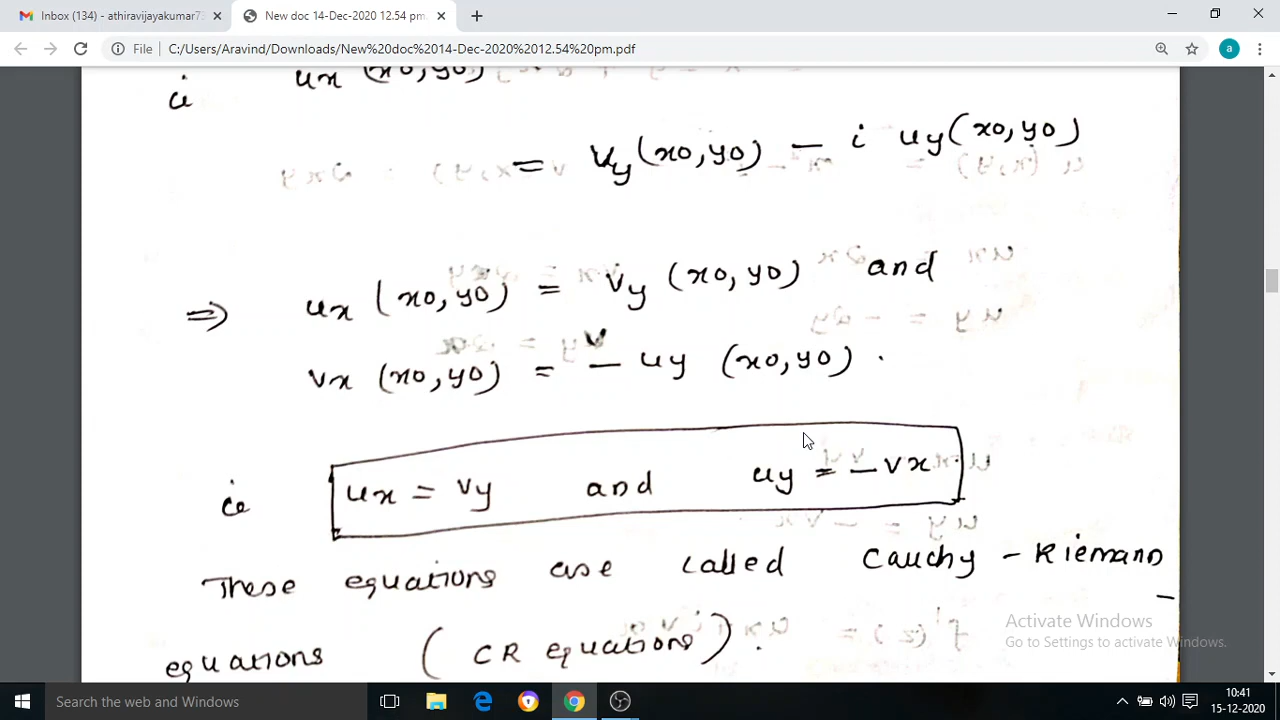 Inbox (134) - athiravijayakumar7
New doc 14-Dec-2020 12.54 pm.
File
C:/Users/Aravind/Downloads/New%20doc%2014-Dec-2020%2012.54%20pm.pdf
a
ie ux (x0,y0)
= vy (x0,y0) - i uy (x0,y0)
⇒ ux (x0,y0) = vy (x0,y0) and
vx (x0,y0) = - uy (x0,y0).
ie ux = vy and uy = -vx
These equations are called Cauchy - Riemann
equations (CR equations).
Activate Windows
Go to Settings to activate Windows.
Search the web and Windows
10:41
15-12-2020